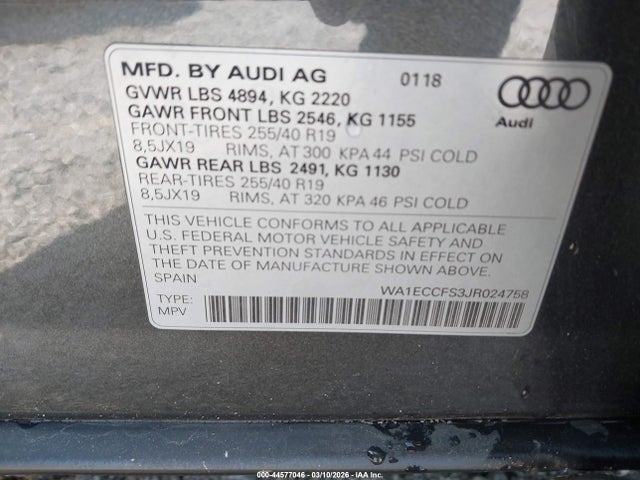 MFD. BY AUDI AG 0118
GVWR LBS 4894, KG 2220
GAWR FRONT LBS 2546, KG 1155
FRONT-TIRES 255/40 R19
8,5JX19 RIMS, AT 300 KPA 44 PSI COLD
GAWR REAR LBS 2491, KG 1130
REAR-TIRES 255/40 R19
8,5JX19 RIMS, AT 320 KPA 46 PSI COLD
Audi
THIS VEHICLE CONFORMS TO ALL APPLICABLE
U.S. FEDERAL MOTOR VEHICLE SAFETY AND
THEFT PREVENTION STANDARDS IN EFFECT ON
THE DATE OF MANUFACTURE SHOWN ABOVE.
SPAIN
WA1ECCFS3JR024758
TYPE:
MPV
000-44577046 - 03/10/2026 - IAA Inc.